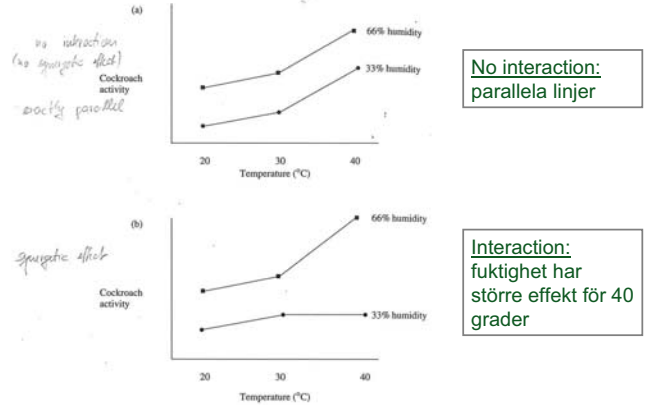 (a)
no interaction
(no synergetic effect)
exactly parallel
Cockroach
activity
66% humidity
33% humidity
20 30 40
Temperature (°C)
No interaction:
parallela linjer
(b)
synergetic effect
Cockroach
activity
66% humidity
33% humidity
20 30 40
Temperature (°C)
Interaction:
fuktighet har
större effekt för 40
grader